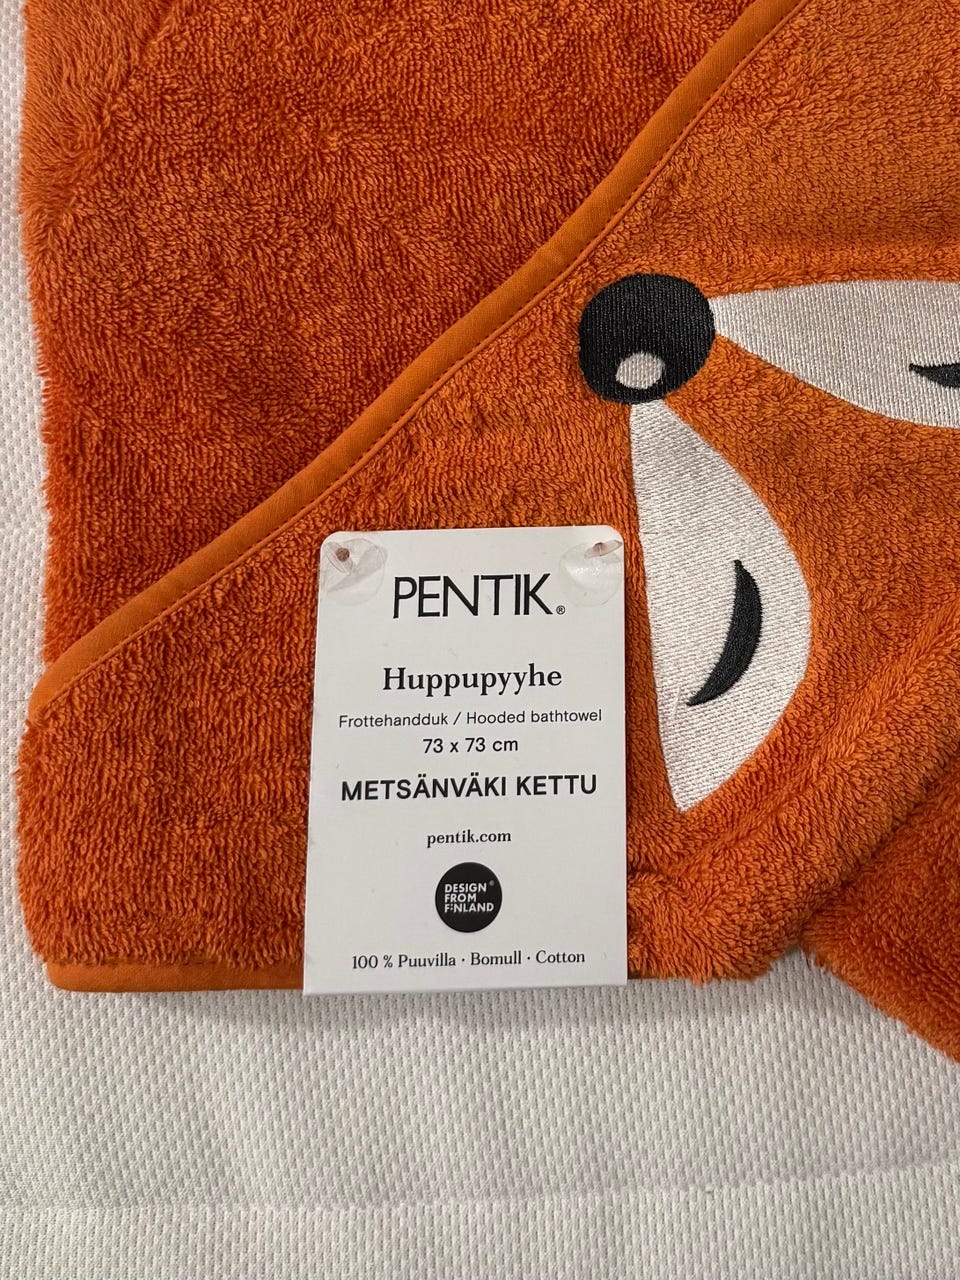 PENTIK®
Huppupyyhe
Frottehandduk / Hooded bathtowel
73 x 73 cm
METSÄNVÄKI KETTU
pentik.com
DESIGN®
FROM
FINLAND
100 % Puuvilla · Bomull · Cotton